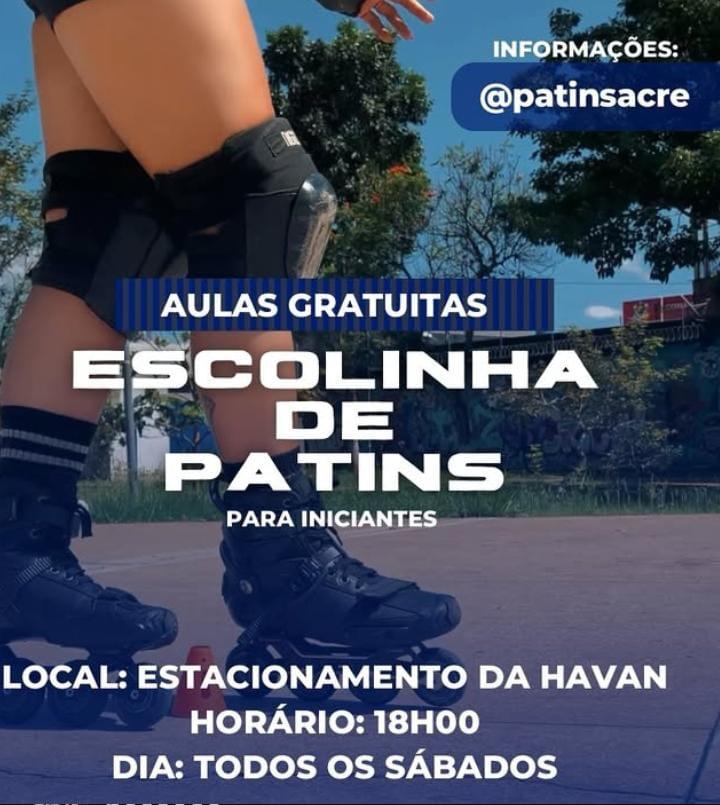 INFORMAÇÕES:
@patinsacre
AULAS GRATUITAS
ESCOLINHA
DE
PATINS
PARA INICIANTES
LOCAL: ESTACIONAMENTO DA HAVAN
HORÁRIO: 18H00
DIA: TODOS OS SÁBADOS